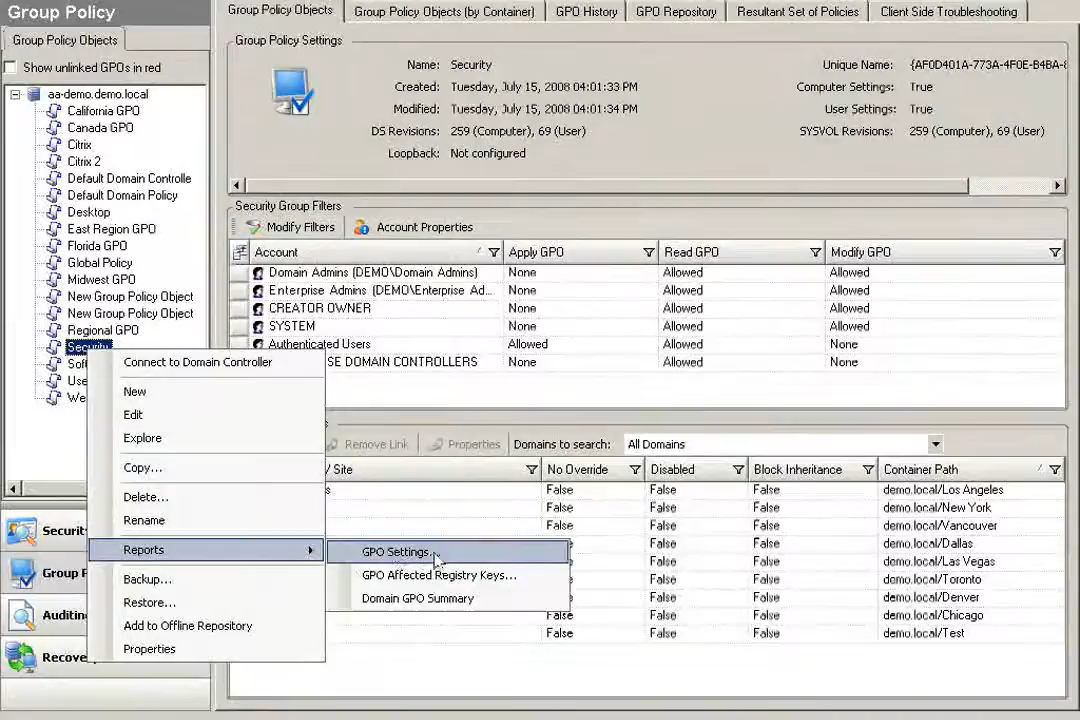 Group Policy
Group Policy Objects
Show unlinked GPOs in red
aa-demo.demo.local
California GPO
Canada GPO
Citrix
Citrix 2
Default Domain Controlle
Default Domain Policy
Desktop
East Region GPO
Florida GPO
Global Policy
Midwest GPO
New Group Policy Object
New Group Policy Object
Regional GPO
Security
Sof
Use
We
Connect to Domain Controller
New
Edit
Explore
Copy...
Delete...
Rename
Reports
Backup...
Restore...
Add to Offline Repository
Properties
GPO Settings...
GPO Affected Registry Keys...
Domain GPO Summary
Securit
Group P
Auditin
Recove
Group Policy Objects
Group Policy Objects (by Container)
GPO History
GPO Repository
Resultant Set of Policies
Client Side Troubleshooting
Group Policy Settings
Name: Security
Created: Tuesday, July 15, 2008 04:01:33 PM
Modified: Tuesday, July 15, 2008 04:01:34 PM
DS Revisions: 259 (Computer), 69 (User)
Loopback: Not configured
Unique Name: {AF0D401A-773A-4F0E-B4BA-8
Computer Settings: True
User Settings: True
SYSVOL Revisions: 259 (Computer), 69 (User)
Security Group Filters
Modify Filters Account Properties
Account Apply GPO Read GPO Modify GPO
Domain Admins (DEMO\Domain Admins) None Allowed Allowed
Enterprise Admins (DEMO\Enterprise Ad... None Allowed Allowed
CREATOR OWNER None Allowed Allowed
SYSTEM None Allowed Allowed
Authenticated Users Allowed Allowed None
SE DOMAIN CONTROLLERS None Allowed None
Remove Link Properties Domains to search: All Domains
/ Site No Override Disabled Block Inheritance Container Path
s False False False demo.local/Los Angeles
False False False demo.local/New York
False False False demo.local/Vancouver
e False False demo.local/Dallas
e False False demo.local/Las Vegas
e False False demo.local/Toronto
e False False demo.local/Denver
False False False demo.local/Chicago
False False False demo.local/Test